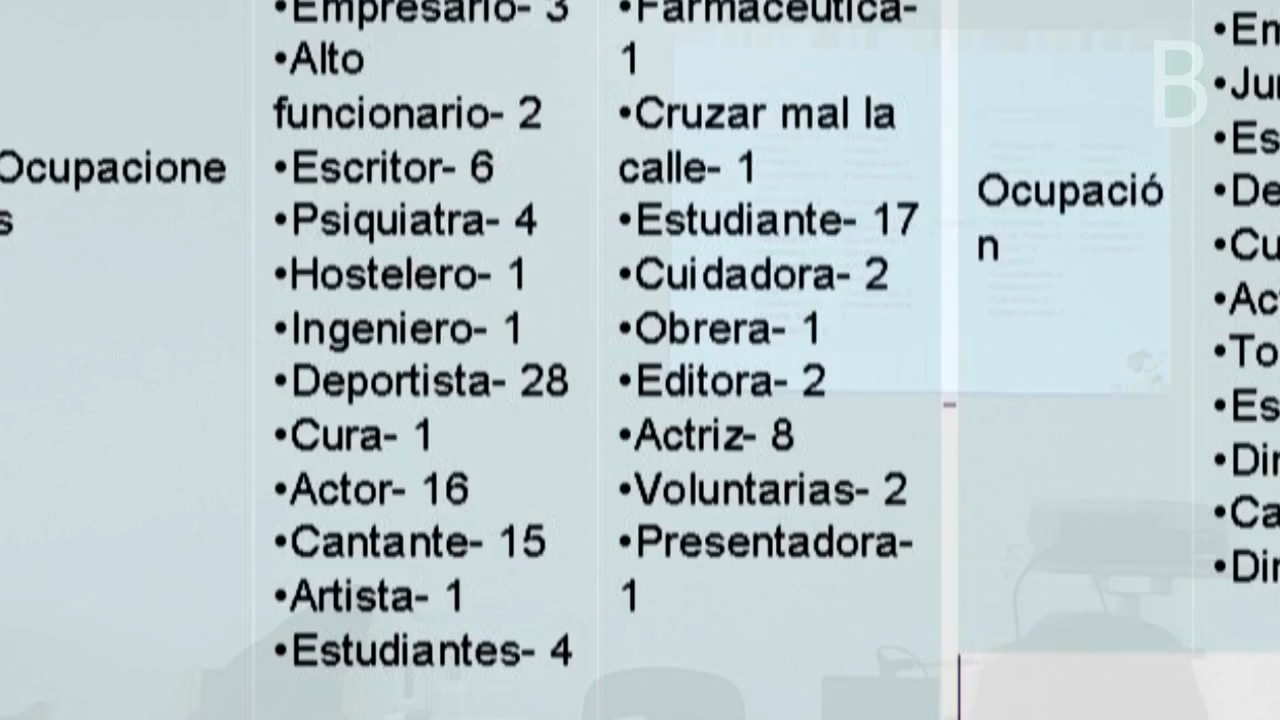 Ocupacione
s
•Empresario- 3
•Alto
funcionario- 2
•Escritor- 6
•Psiquiatra- 4
•Hostelero- 1
•Ingeniero- 1
•Deportista- 28
•Cura- 1
•Actor- 16
•Cantante- 15
•Artista- 1
•Estudiantes- 4
•Farmaceutica-
1
•Cruzar mal la
calle- 1
•Estudiante- 17
•Cuidadora- 2
•Obrera- 1
•Editora- 2
•Actriz- 8
•Voluntarias- 2
•Presentadora-
1
Ocupació
n
B